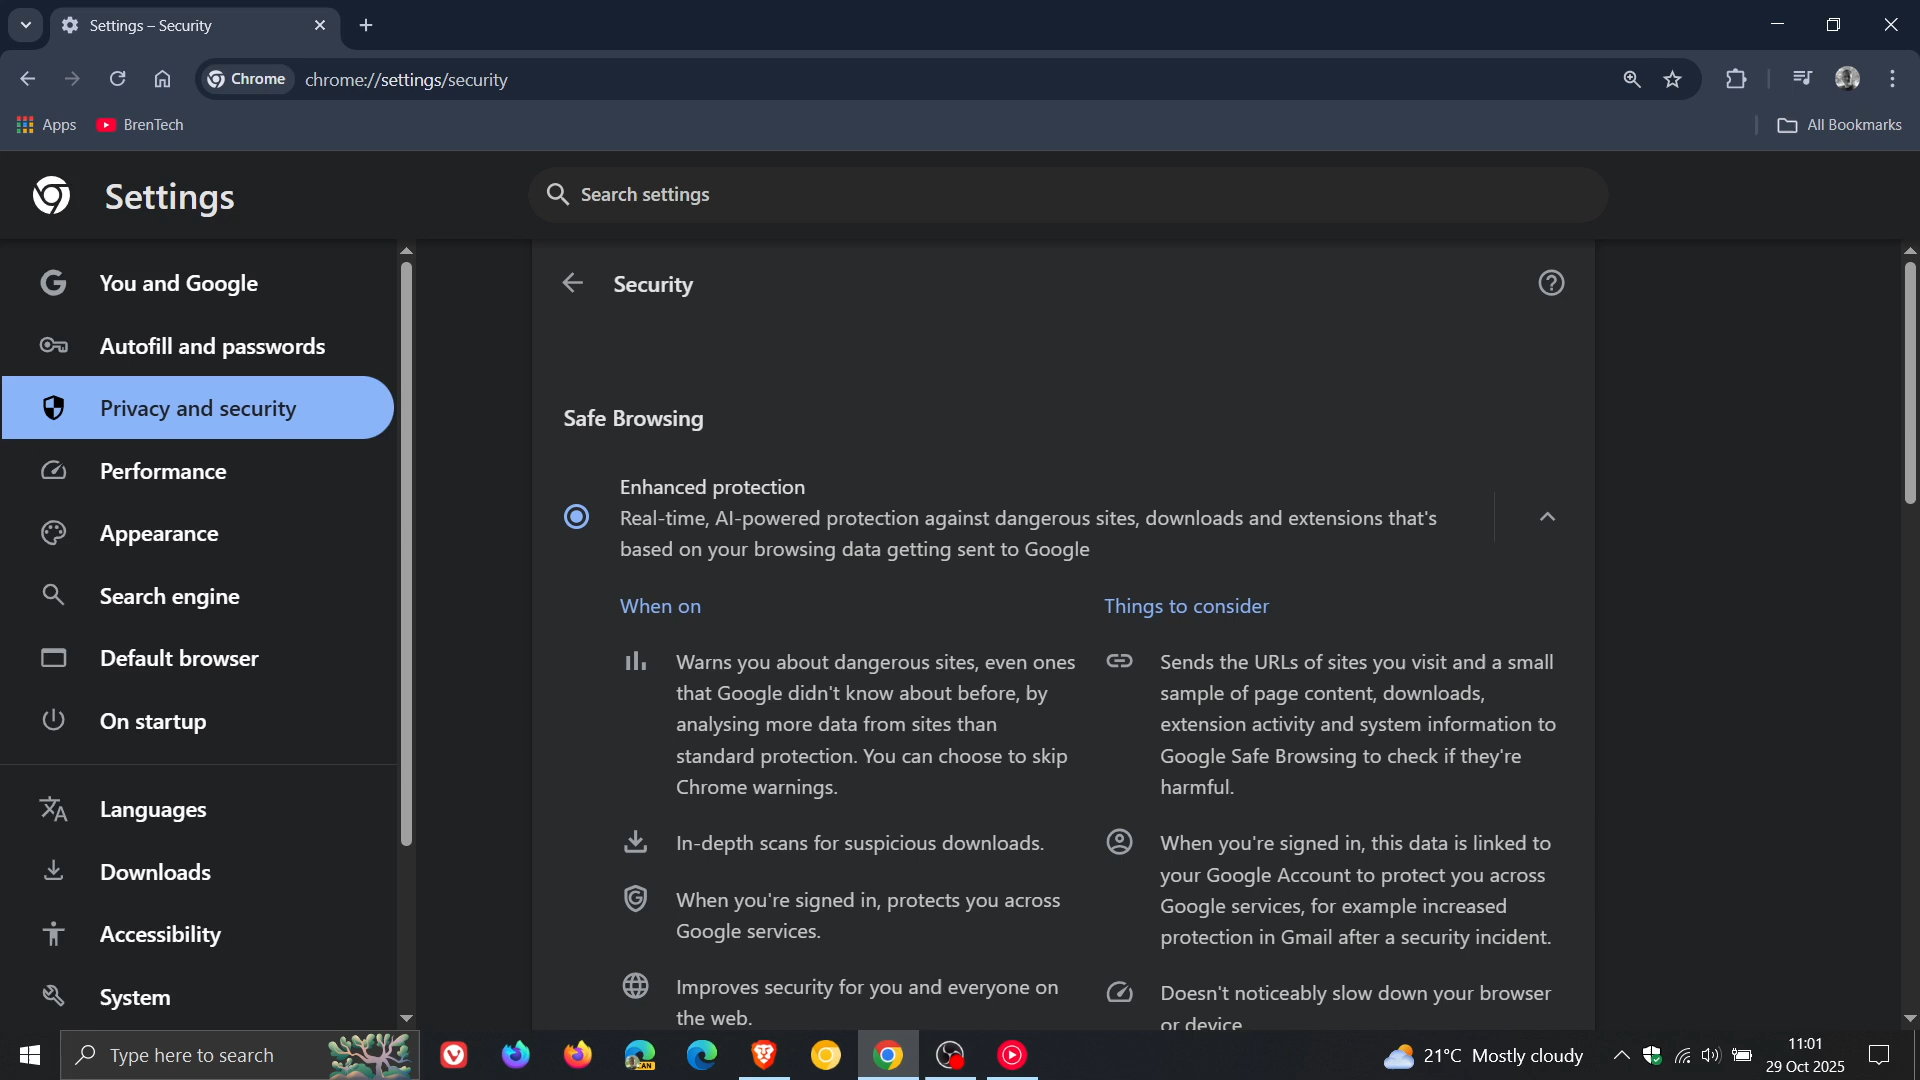 Settings – Security
Chrome
chrome://settings/security
Apps
BrenTech
All Bookmarks
Settings
Search settings
You and Google
Autofill and passwords
Privacy and security
Performance
Appearance
Search engine
Default browser
On startup
Languages
Downloads
Accessibility
System
Security
Safe Browsing
Enhanced protection
Real-time, AI-powered protection against dangerous sites, downloads and extensions that's
based on your browsing data getting sent to Google
When on
Warns you about dangerous sites, even ones
that Google didn't know about before, by
analysing more data from sites than
standard protection. You can choose to skip
Chrome warnings.
In-depth scans for suspicious downloads.
When you're signed in, protects you across
Google services.
Improves security for you and everyone on
the web.
Things to consider
Sends the URLs of sites you visit and a small
sample of page content, downloads,
extension activity and system information to
Google Safe Browsing to check if they're
harmful.
When you're signed in, this data is linked to
your Google Account to protect you across
Google services, for example increased
protection in Gmail after a security incident.
Doesn't noticeably slow down your browser
or device
Type here to search
CAN
21°C Mostly cloudy
11:01
29 Oct 2025